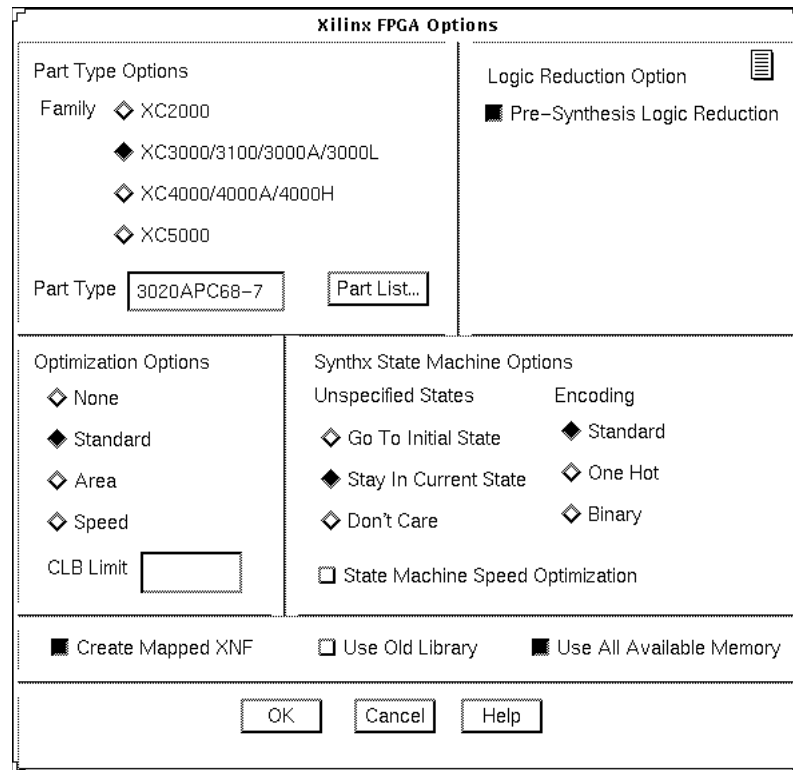 Xilinx FPGA Options
Part Type Options
Family
XC2000
XC3000/3100/3000A/3000L
XC4000/4000A/4000H
XC5000
Part Type
3020APC68-7
Part List...
Logic Reduction Option
Pre-Synthesis Logic Reduction
Optimization Options
None
Standard
Area
Speed
CLB Limit
Synthx State Machine Options
Unspecified States
Go To Initial State
Stay In Current State
Don't Care
Encoding
Standard
One Hot
Binary
State Machine Speed Optimization
Create Mapped XNF
Use Old Library
Use All Available Memory
OK
Cancel
Help